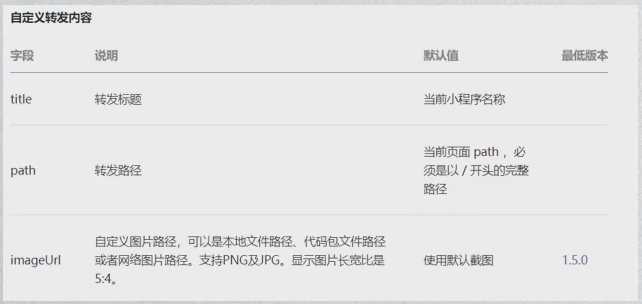 自定义转发内容
字段 说明 默认值 最低版本
title 转发标题 当前小程序名称
path 转发路径 当前页面 path ，必
须是以 / 开头的完整
路径
imageUrl 自定义图片路径，可以是本地文件路径、代码包文件路径
或者网络图片路径。支持PNG及JPG。显示图片长宽比是
5:4。 使用默认截图 1.5.0